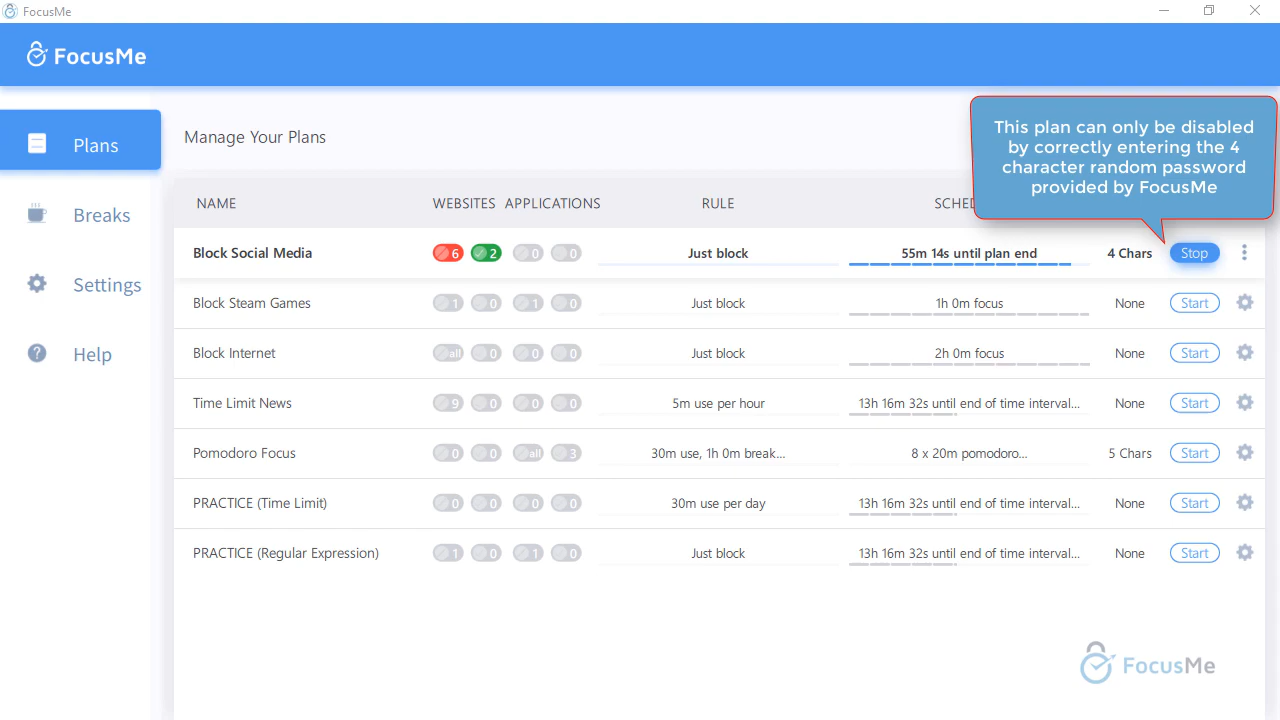 FocusMe
FocusMe
Plans
Breaks
Settings
Help
Manage Your Plans
This plan can only be disabled
by correctly entering the 4
character random password
provided by FocusMe
NAME WEBSITES APPLICATIONS RULE SCHED
Block Social Media 6 2 0 0 Just block 55m 14s until plan end 4 Chars Stop
Block Steam Games 1 0 1 0 Just block 1h 0m focus None Start
Block Internet all 0 0 0 Just block 2h 0m focus None Start
Time Limit News 9 0 0 0 5m use per hour 13h 16m 32s until end of time interval... None Start
Pomodoro Focus 0 0 all 3 30m use, 1h 0m break... 8 x 20m pomodoro... 5 Chars Start
PRACTICE (Time Limit) 0 0 0 0 30m use per day 13h 16m 32s until end of time interval... None Start
PRACTICE (Regular Expression) 1 0 1 0 Just block 13h 16m 32s until end of time interval... None Start
FocusMe